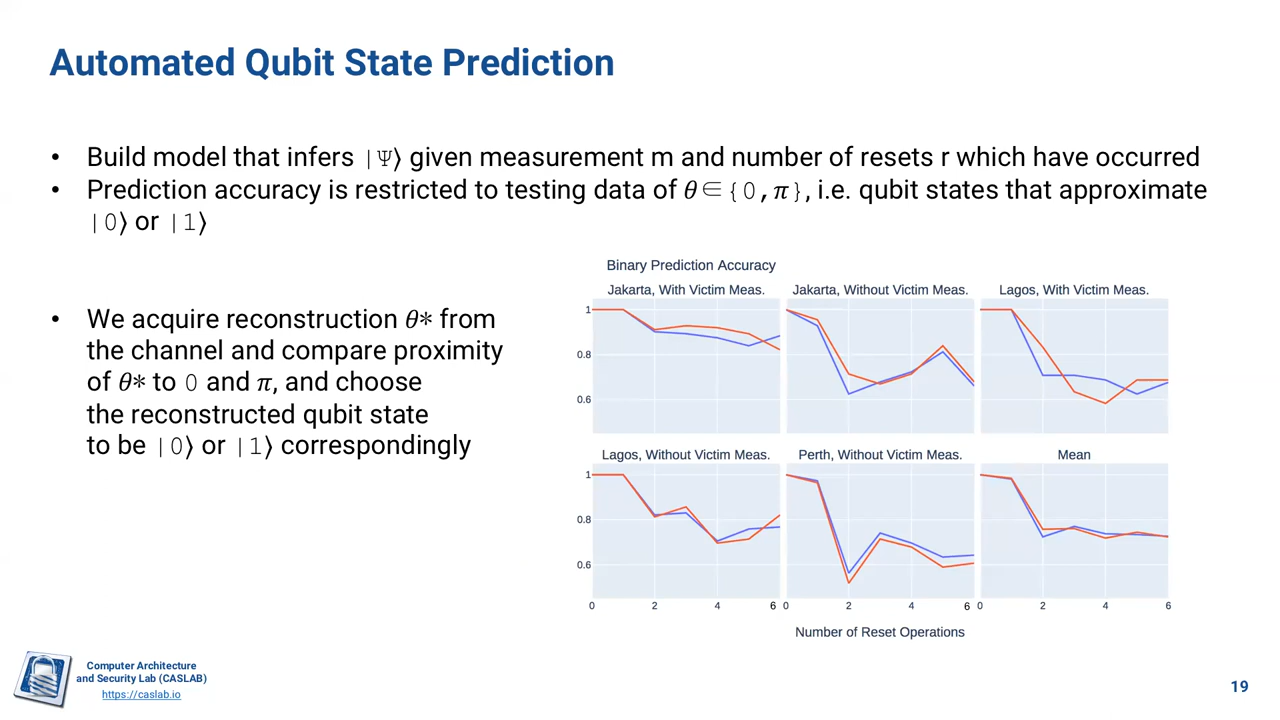 Automated Qubit State Prediction
• Build model that infers |Ψ⟩ given measurement m and number of resets r which have occurred
• Prediction accuracy is restricted to testing data of θ∈{0,π}, i.e. qubit states that approximate
|0⟩ or |1⟩
• We acquire reconstruction θ* from
the channel and compare proximity
of θ* to 0 and π, and choose
the reconstructed qubit state
to be |0⟩ or |1⟩ correspondingly
Binary Prediction Accuracy
Jakarta, With Victim Meas. Jakarta, Without Victim Meas. Lagos, With Victim Meas.
1
0.8
0.6
Lagos, Without Victim Meas. Perth, Without Victim Meas. Mean
1
0.8
0.6
0 2 4 6 0 2 4 6 0 2 4 6
Number of Reset Operations
Computer Architecture
and Security Lab (CASLAB)
https://caslab.io
19